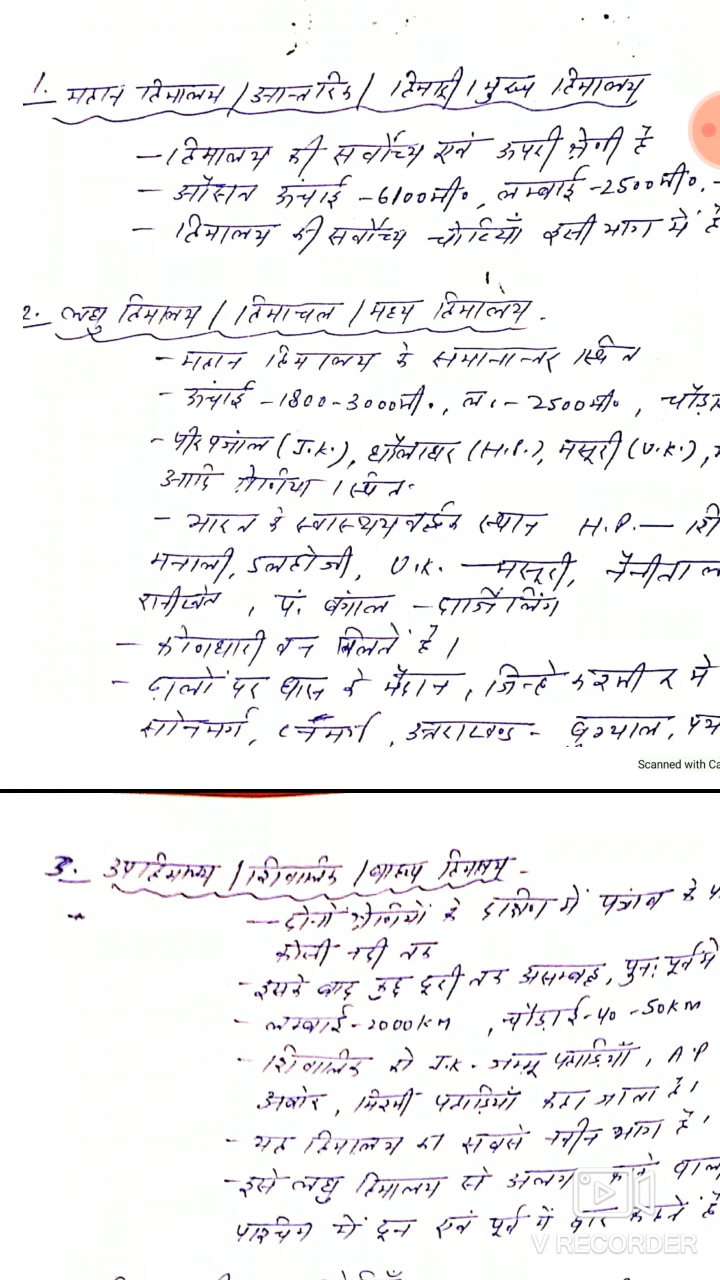 1. महान हिमालय / आन्तरिक / हिमाद्री / मुख्य हिमालय
– हिमालय की सर्वोच्य एवं ऊपरी श्रेणी है
– औसत ऊंचाई – 6100मी०, लम्बाई – 2500मी०,
– हिमालय की सर्वोच्य चोटियाँ इसी भाग में है
2. लघु हिमालय / हिमाचल / मध्य हिमालय.
– महान हिमालय के समानान्तर स्थित
– ऊंचाई – 1800-3000मी०, ल. – 2500मी०,
– पीरपंजाल (J.K.), धौलाधर (H.P.), मसूरी (U.K.),
आदि श्रेणिया स्थित.
– भारत के स्वास्थयवर्द्धक स्थान H.P. –
मनाली, डलहोजी, U.K. – मसूरी, नैनीताल
रानीखेत, पं. बंगाल – दार्जिलिंग
– कोणधारी वन मिलते है।
– ढ़ालों पर घास के मैदान, जिन्हे कश्मीर में
सोनमर्ग, उत्तराखण्ड – बुग्याल,
Scanned with Ca
3. उपहिमालय / शिवालिक / बाह्य हिमालय –
– दोनों श्रेणियों के दक्षिण में पंजाब के
कोसी नदी तक
– इसके बाद कुछ दूरी तक असम्बद्ध, पुनः पूर्व में
– लम्बाई – 2000km, चौड़ाई – 40 - 50km
– शिवालिक को J.K. जम्मू पहाड़ियाँ, A.P
अबोर, मिश्मी पहाड़ियाँ कहा जाता है।
– यह हिमालय का सबसे नवीन भाग है।
– इसे लघु हिमालय से अलग करने
पश्चिम में दून एवं पूर्व में द्वार कहते है
V RECORDER